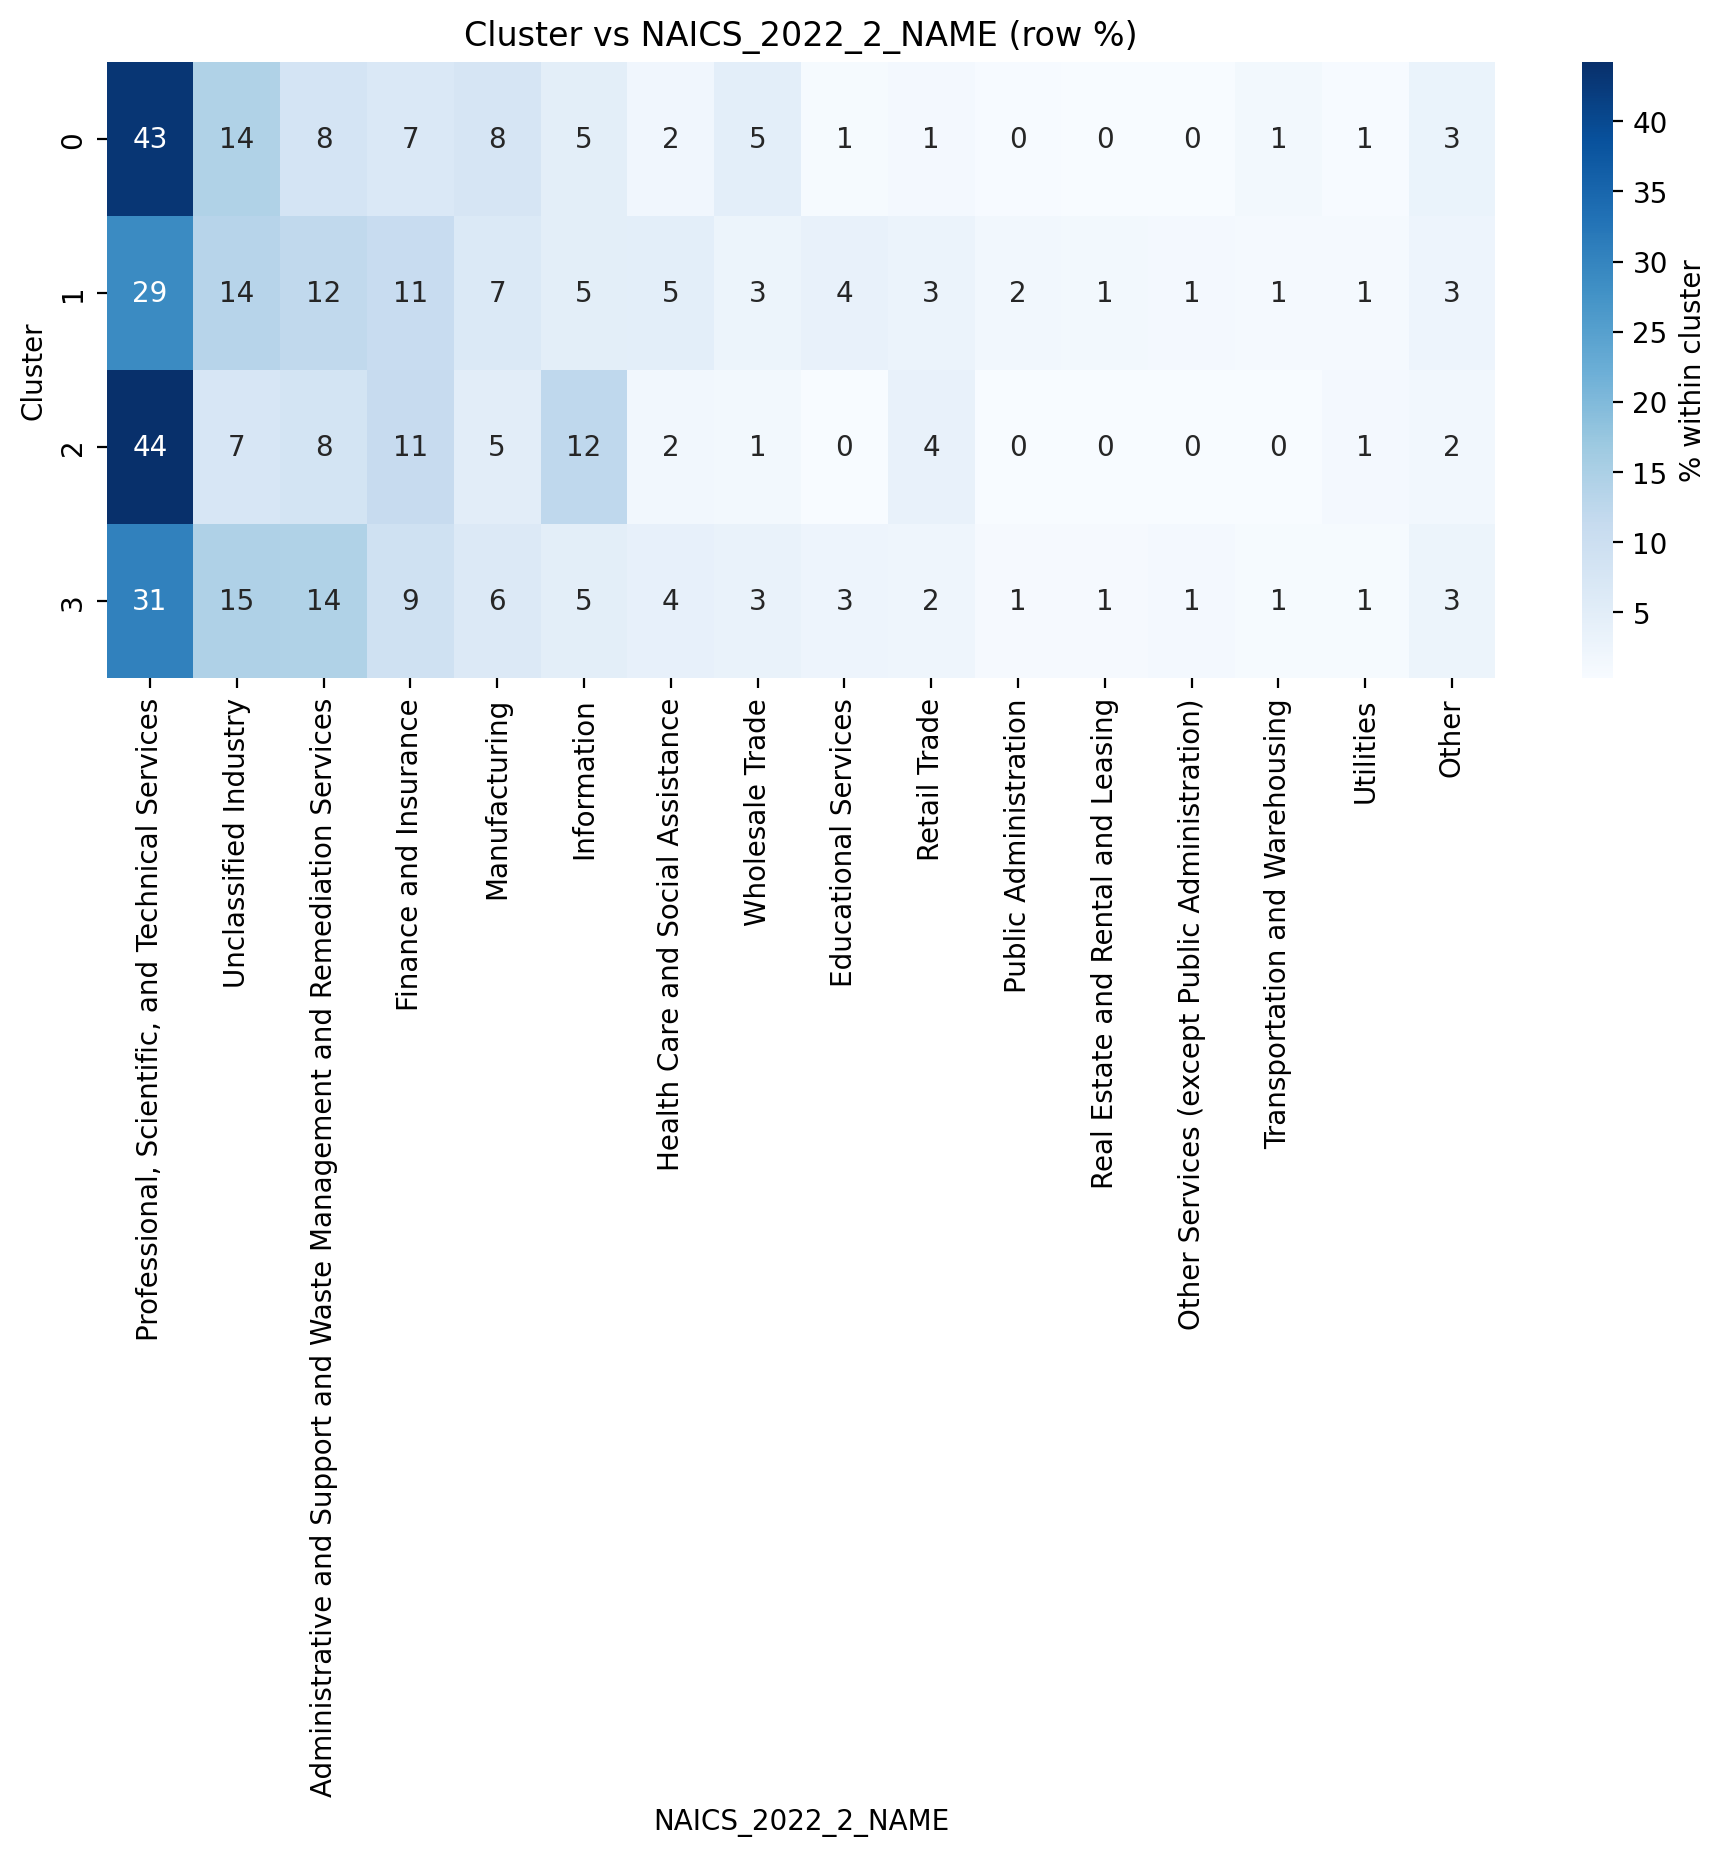 Cluster vs NAICS_2022_2_NAME (row %)
Cluster
0
43 14 8 7 8 5 2 5 1 1 0 0 0 1 1 3
1
29 14 12 11 7 5 5 3 4 3 2 1 1 1 1 3
2
44 7 8 11 5 12 2 1 0 4 0 0 0 0 1 2
3
31 15 14 9 6 5 4 3 3 2 1 1 1 1 1 3
Professional, Scientific, and Technical Services
Unclassified Industry
Administrative and Support and Waste Management and Remediation Services
Finance and Insurance
Manufacturing
Information
Health Care and Social Assistance
Wholesale Trade
Educational Services
Retail Trade
Public Administration
Real Estate and Rental and Leasing
Other Services (except Public Administration)
Transportation and Warehousing
Utilities
Other
NAICS_2022_2_NAME
40
35
30
25
20
15
10
5
% within cluster